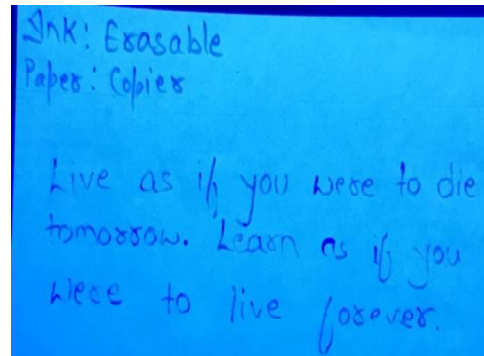 Ink: Erasable
Paper: Copier
Live as if you were to die
tomorrow. Learn as if you
were to live forever.